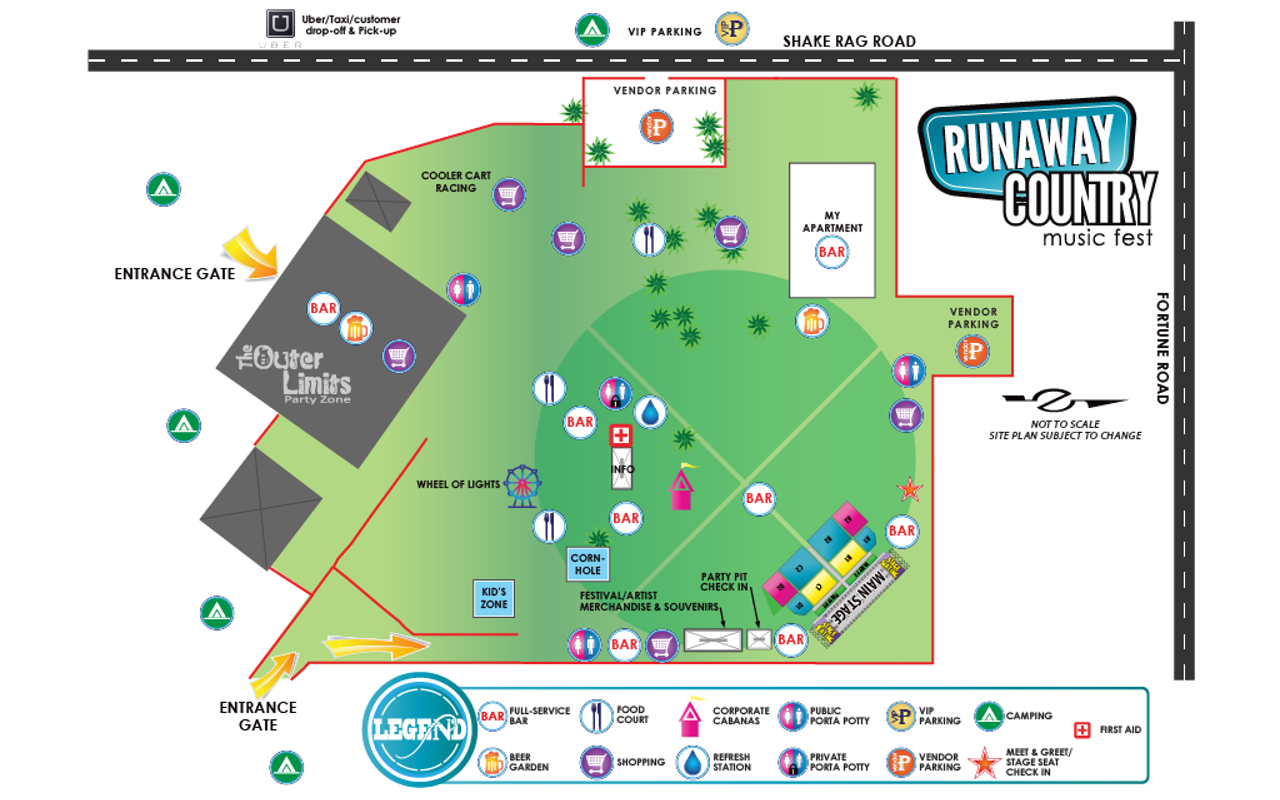 Uber/Taxi/customer
drop-off & Pick-up
UBER
VIP PARKING
VIP P
SHAKE RAG ROAD
VENDOR PARKING
vendor P
RUNAWAY
COUNTRY
music fest
COOLER CART
RACING
MY
APARTMENT
BAR
ENTRANCE GATE
BAR
The Outer
Limits
Party Zone
VENDOR
PARKING
vendor P
FORTUNE ROAD
NOT TO SCALE
SITE PLAN SUBJECT TO CHANGE
BAR
INFO
WHEEL OF LIGHTS
BAR
BAR
BAR
CORN-
HOLE
KID'S
ZONE
PARTY PIT
CHECK IN
FESTIVAL/ARTIST
MERCHANDISE & SOUVENIRS
MAIN STAGE
BAR
BAR
ENTRANCE
GATE
LEGEND
BAR
FULL-SERVICE
BAR
FOOD
COURT
CORPORATE
CABANAS
PUBLIC
PORTA POTTY
VIP P
VIP
PARKING
CAMPING
FIRST AID
BEER
GARDEN
SHOPPING
REFRESH
STATION
PRIVATE
PORTA POTTY
vendor P
VENDOR
PARKING
MEET & GREET/
STAGE SEAT
CHECK IN